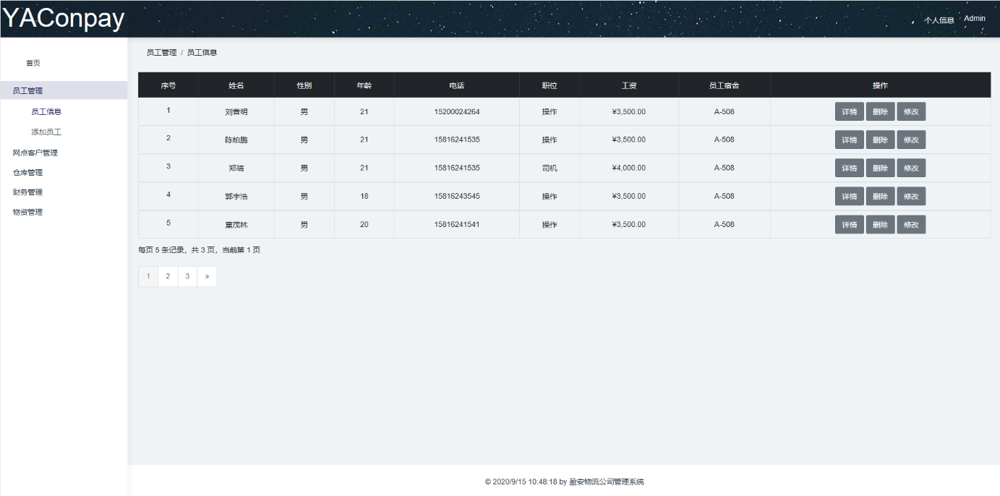 YAConpay
个人信息 Admin
首页
员工管理
员工信息
添加员工
网点客户管理
仓库管理
财务管理
物资管理
员工管理 / 员工信息
序号 姓名 性别 年龄 电话 职位 工资 员工宿舍 操作
1 刘香明 男 21 15200024264 操作 ¥3,500.00 A-508 详情 删除 修改
2 陈柏鹏 男 21 15816241535 操作 ¥3,500.00 A-508 详情 删除 修改
3 郑靖 男 21 15816241535 司机 ¥4,000.00 A-508 详情 删除 修改
4 郭宇浩 男 18 15816243545 操作 ¥3,500.00 A-508 详情 删除 修改
5 童茂林 男 20 15816241541 操作 ¥3,500.00 A-508 详情 删除 修改
每页 5 条记录，共 3 页，当前第 1 页
1 2 3 »
© 2020/9/15 10:48:18 by 盈安物流公司管理系统